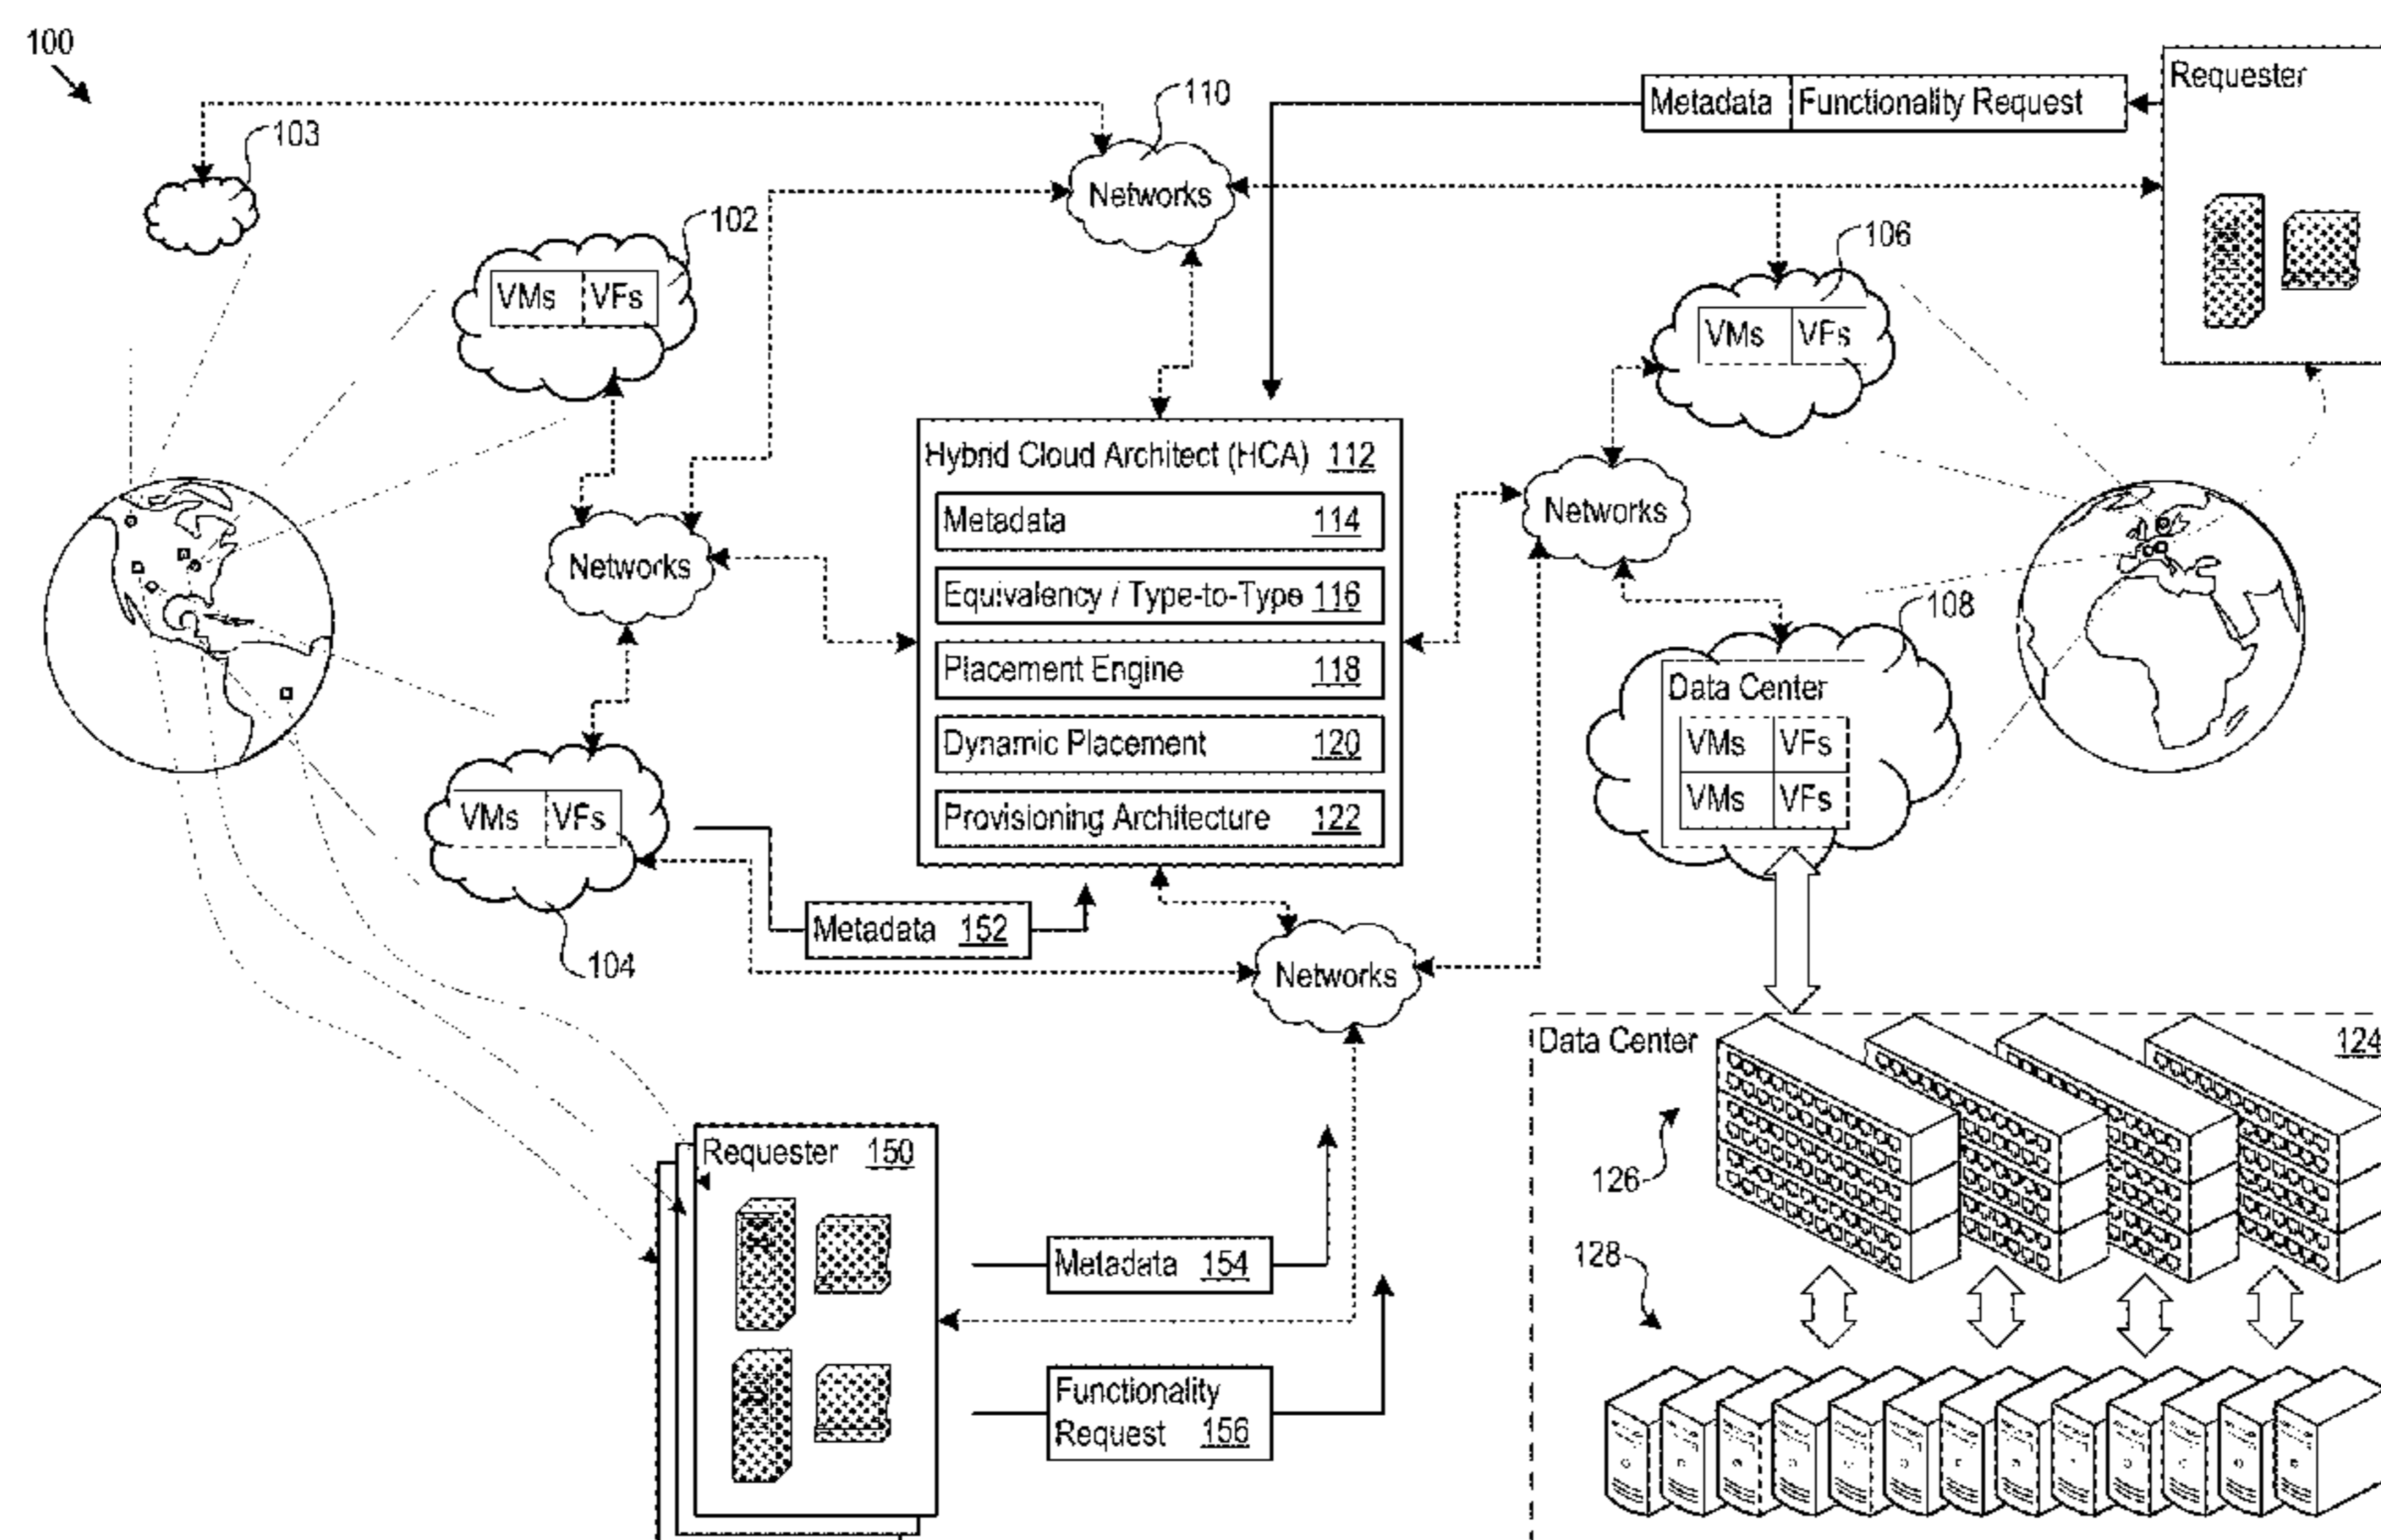 100
103
110
Metadata Functionality Request
Requester
Networks
102
VMs VFs
106
VMs VFs
Hybrid Cloud Architect (HCA) 112
Metadata 114
Equivalency / Type-to-Type 116
Placement Engine 118
Dynamic Placement 120
Provisioning Architecture 122
Networks
Networks
108
Data Center
VMs VFs
VMs VFs
VMs VFs
104
Metadata 152
Networks
Data Center 124
126
128
Requester 150
Metadata 154
Functionality
Request 156